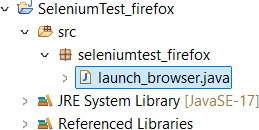 SeleniumTest_firefox
src
seleniumtest_firefox
launch_browser.java
JRE System Library [JavaSE-17]
Referenced Libraries